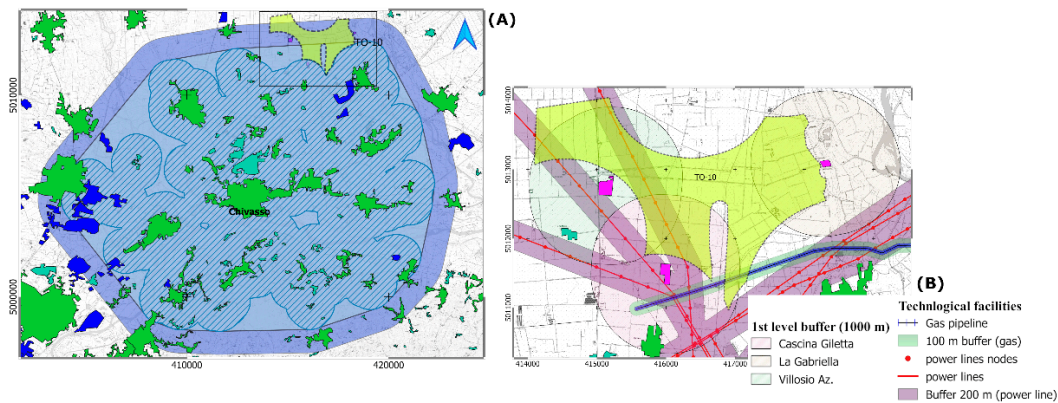 (A)
TO-10
5010000
Chivasso
5000000
410000
420000
5014000
5013000
5012000
5011000
TO-10
414000
415000
416000
417000
(B)
1st level buffer (1000 m)
Cascina Giletta
La Gabriella
Villosio Az.
Technlogical facilities
Gas pipeline
100 m buffer (gas)
power lines nodes
power lines
Buffer 200 m (power line)